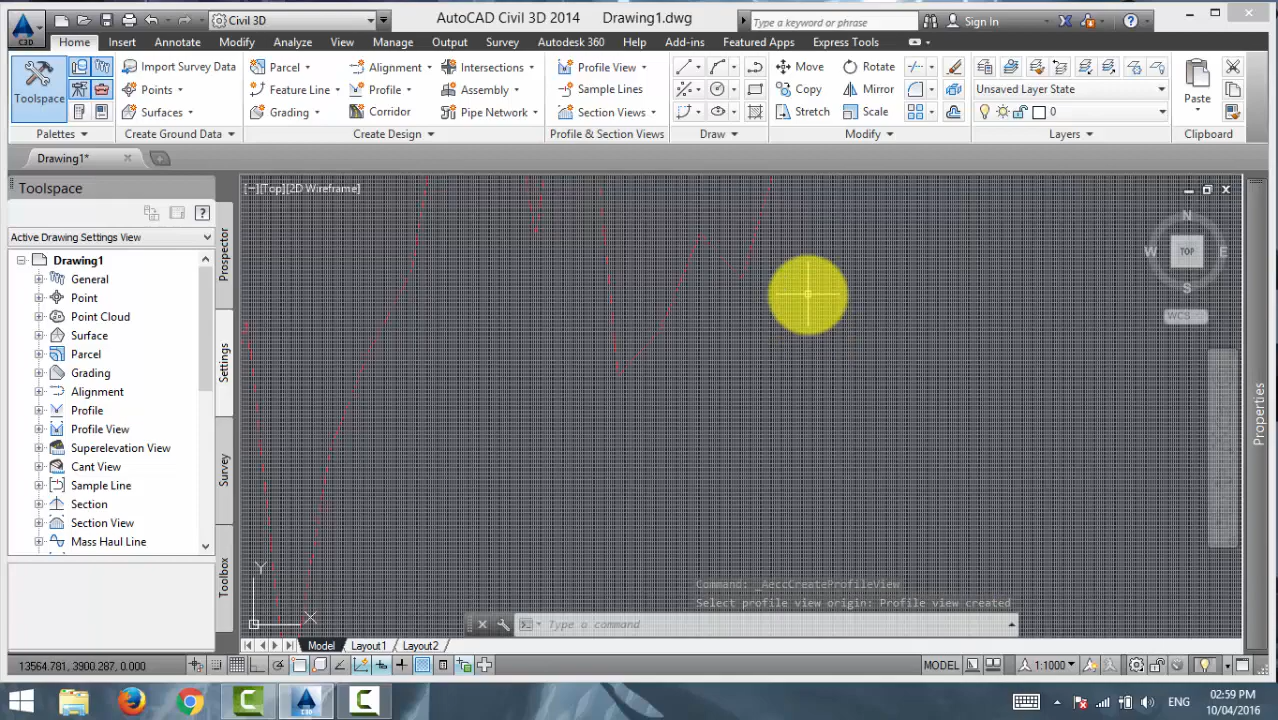 Civil 3D
AutoCAD Civil 3D 2014 Drawing1.dwg
Type a keyword or phrase
Sign In
C3D
Home Insert Annotate Modify Analyze View Manage Output Survey Autodesk 360 Help Add-ins Featured Apps Express Tools
Toolspace
Import Survey Data
Points
Surfaces
Parcel
Feature Line
Grading
Alignment
Profile
Corridor
Intersections
Assembly
Pipe Network
Profile View
Sample Lines
Section Views
Move
Copy
Stretch
Rotate
Mirror
Scale
Unsaved Layer State
0
Paste
Palettes Create Ground Data Create Design Profile & Section Views Draw Modify Layers Clipboard
Drawing1*
Toolspace
Active Drawing Settings View
Drawing1
General
Point
Point Cloud
Surface
Parcel
Grading
Alignment
Profile
Profile View
Superelevation View
Cant View
Sample Line
Section
Section View
Mass Haul Line
Prospector
Settings
Survey
Toolbox
[−][Top][2D Wireframe]
N
W TOP E
S
WCS
Properties
Y
X
Command: _AeccCreateProfileView
Select profile view origin: Profile view created
Type a command
Model Layout1 Layout2
13564.781, 3900.287, 0.000
MODEL
1:1000
ENG
02:59 PM
10/04/2016